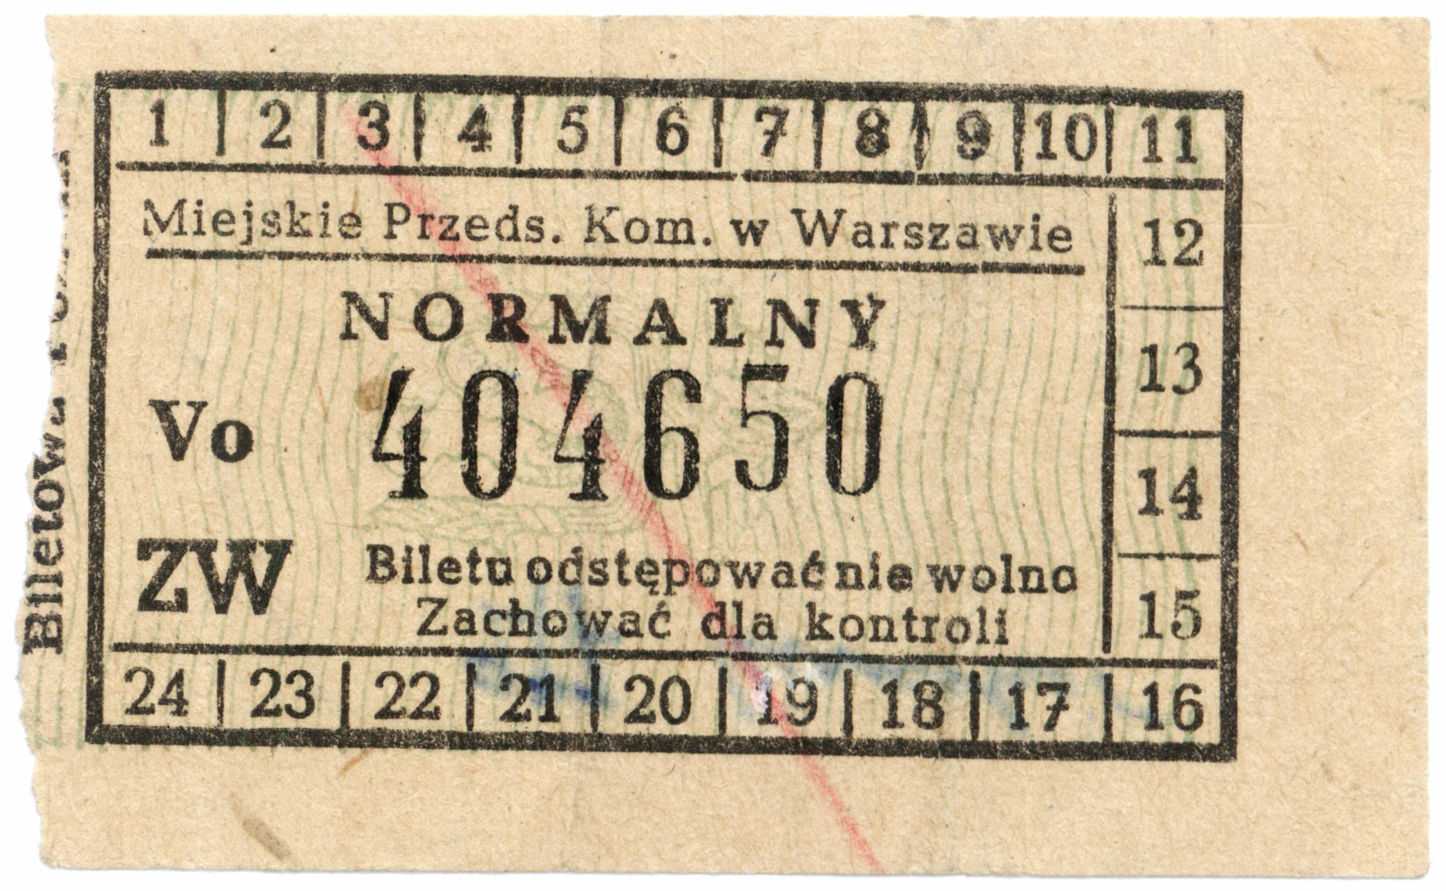 1 2 3 4 5 6 7 8 9 10 11
Miejskie Przeds. Kom. w Warszawie
12
NORMALNY
13
Vo 404650
14
ZW Biletu odstępować nie wolno
Zachować dla kontroli
15
24 23 22 21 20 19 18 17 16
Biletowa